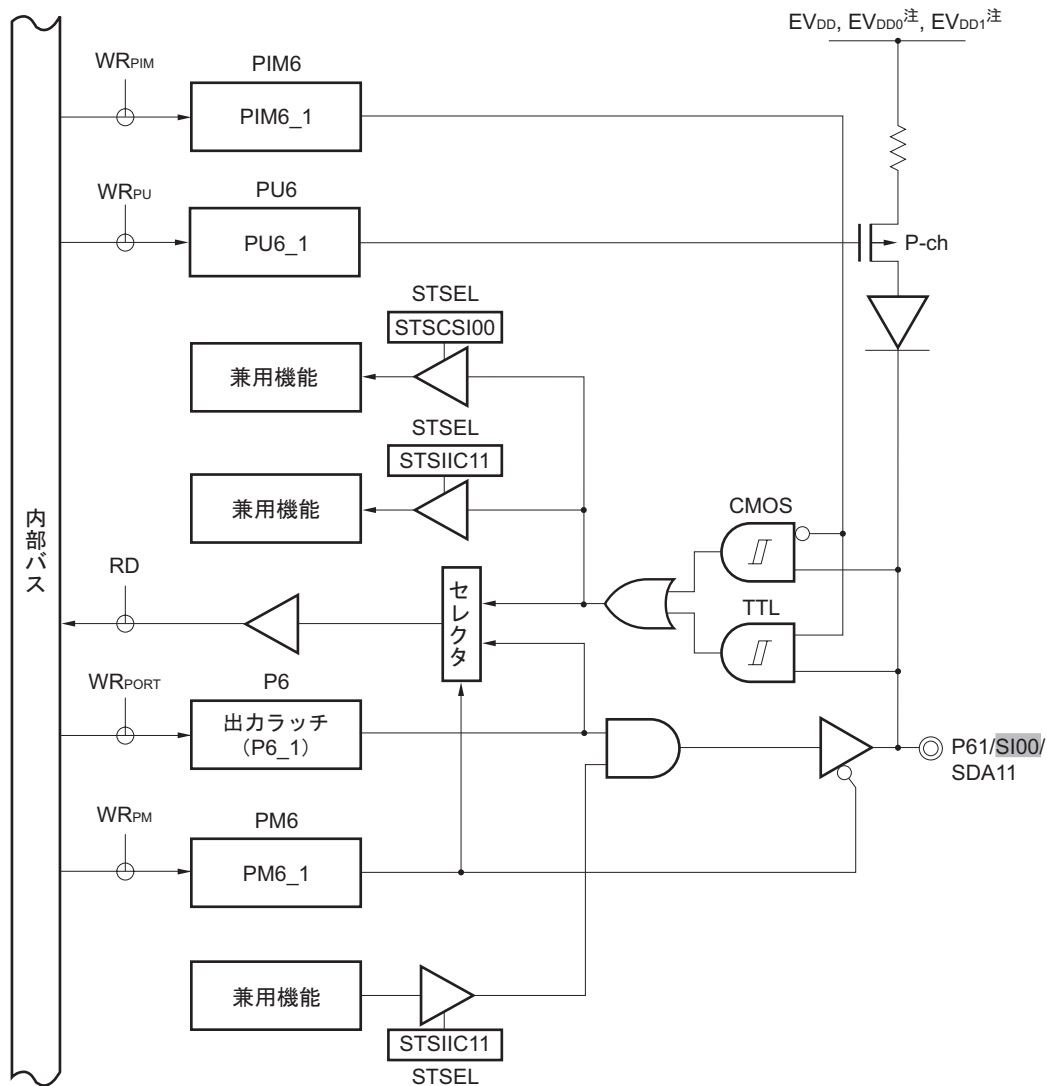 EVDD, EVDD0注, EVDD1注
WRPIM
PIM6
PIM6_1
WRPU
PU6
PU6_1
P-ch
STSEL
STSCSI00
兼用機能
STSEL
STSIIC11
兼用機能
CMOS
内部バス
RD
セレクタ
TTL
WRPORT
P6
出力ラッチ
（P6_1）
P61/SI00/
SDA11
WRPM
PM6
PM6_1
兼用機能
STSIIC11
STSEL